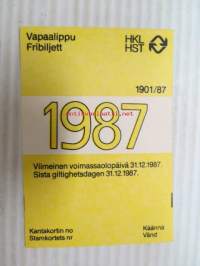 Vapaalippu HKL
Fribiljett HST
1901/87
1987
Viimeinen voimassaolopäivä 31.12.1987.
Sista giltighetsdagen 31.12.1987.
Kantakortin no Käännä
Stamkortets nr Vänd